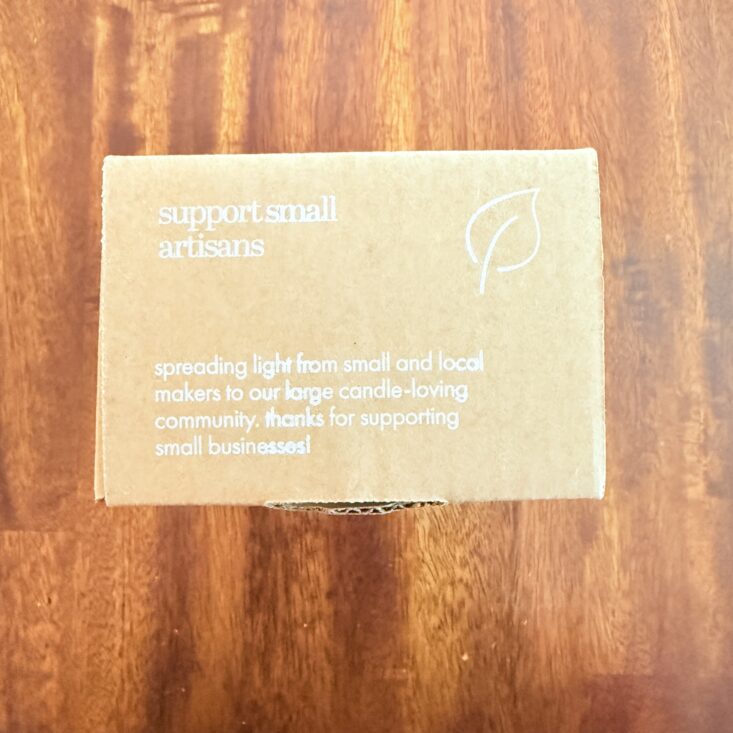 support small
artisans
spreading light from small and local
makers to our large candle-loving
community. thanks for supporting
small businesses!